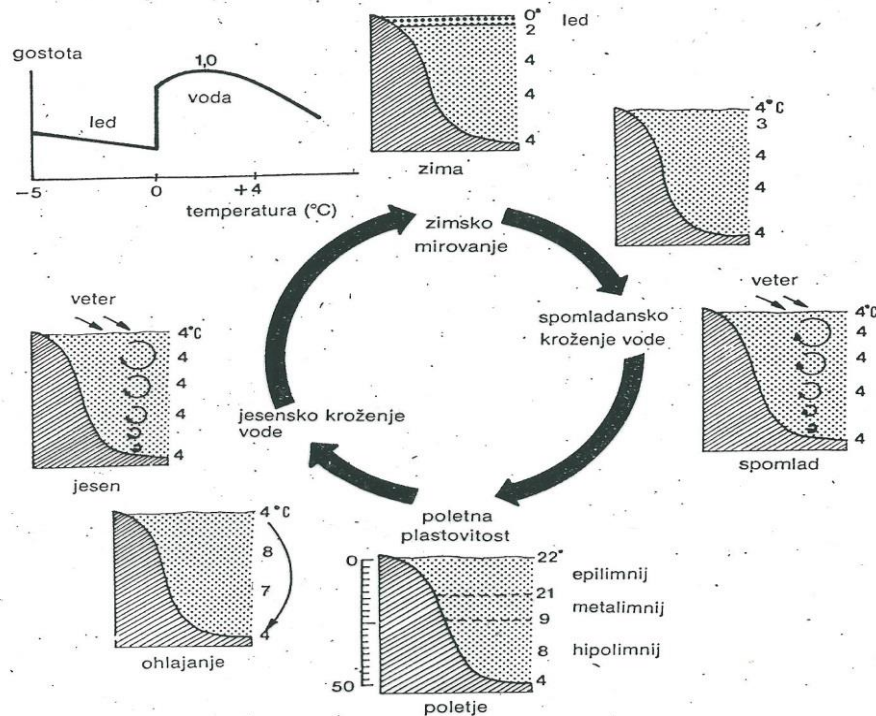 gostota
1,0
voda
led
-5
0
+4
temperatura (°C)
0°
led
2
4
4
4
zima
4°C
3
4
4
4
zimsko
mirovanje
spomladansko
kroženje vode
veter
4°C
4
4
4
4
spomlad
veter
4°C
4
4
4
4
jesen
jesensko kroženje
vode
poletna
plastovitost
4°C
8
7
4
ohlajanje
0
50
22°
epilimnij
21
metalimnij
9
8
hipolimnij
4
poletje